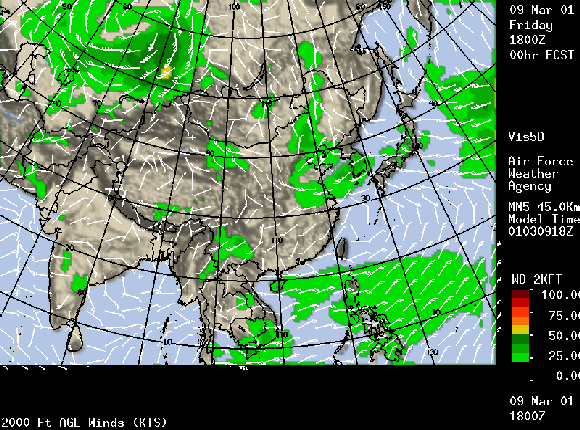 09 Mar 01
Friday
1800Z
00hr FCST
Vis5D
Air Force
Weather
Agency
MM5 45.0Km
Model Time
01030918Z
WD 2KFT
100.00
75.00
50.00
25.00
0.00
09 Mar 01
1800Z
2000 Ft AGL Winds (KTS)